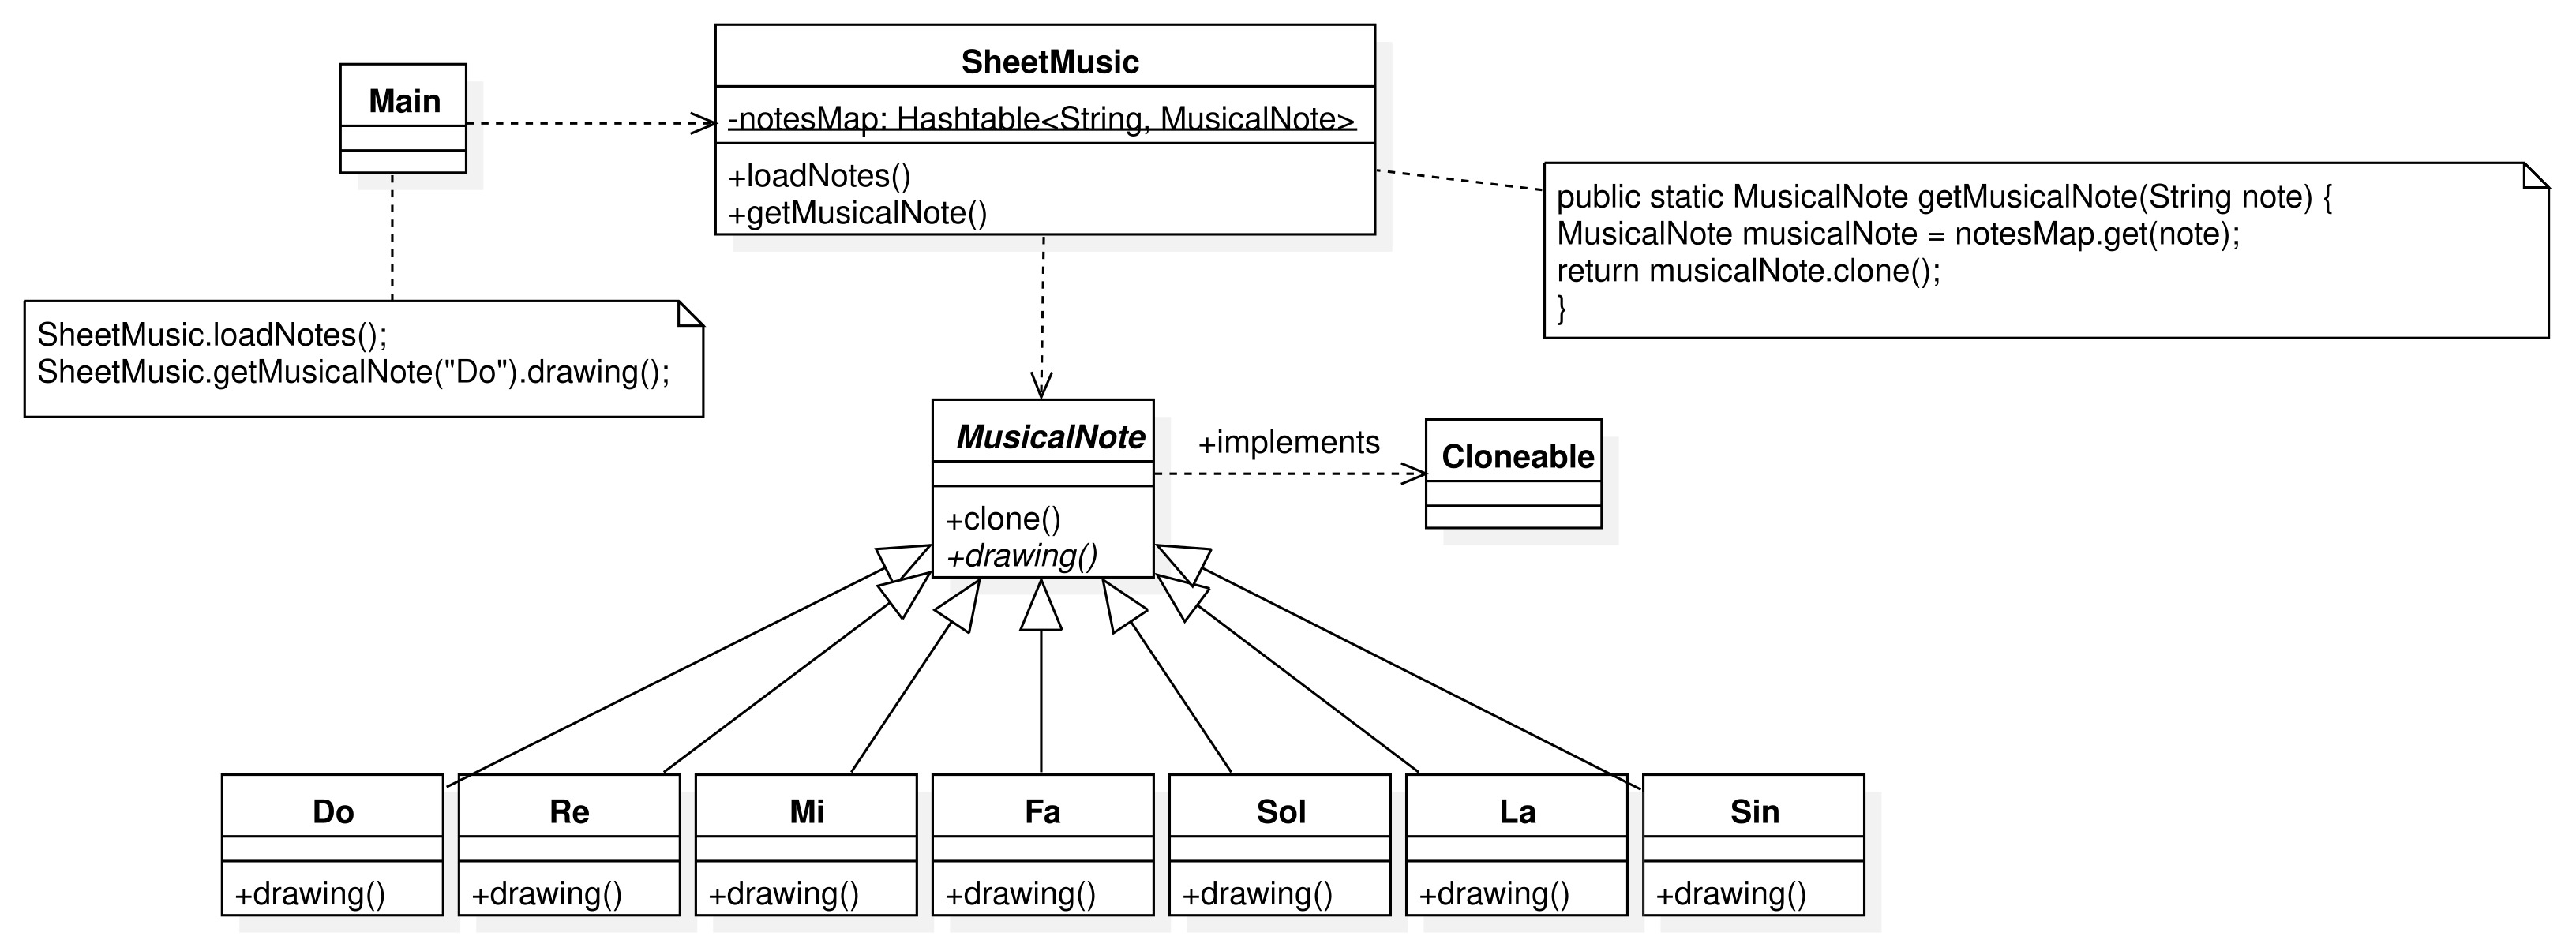 SheetMusic
-notesMap: Hashtable<String, MusicalNote>
+loadNotes()
+getMusicalNote()
Main
public static MusicalNote getMusicalNote(String note) {
MusicalNote musicalNote = notesMap.get(note);
return musicalNote.clone();
}
SheetMusic.loadNotes();
SheetMusic.getMusicalNote("Do").drawing();
MusicalNote
+clone()
+drawing()
+implements
Cloneable
Do
+drawing()
Re
+drawing()
Mi
+drawing()
Fa
+drawing()
Sol
+drawing()
La
+drawing()
Sin
+drawing()